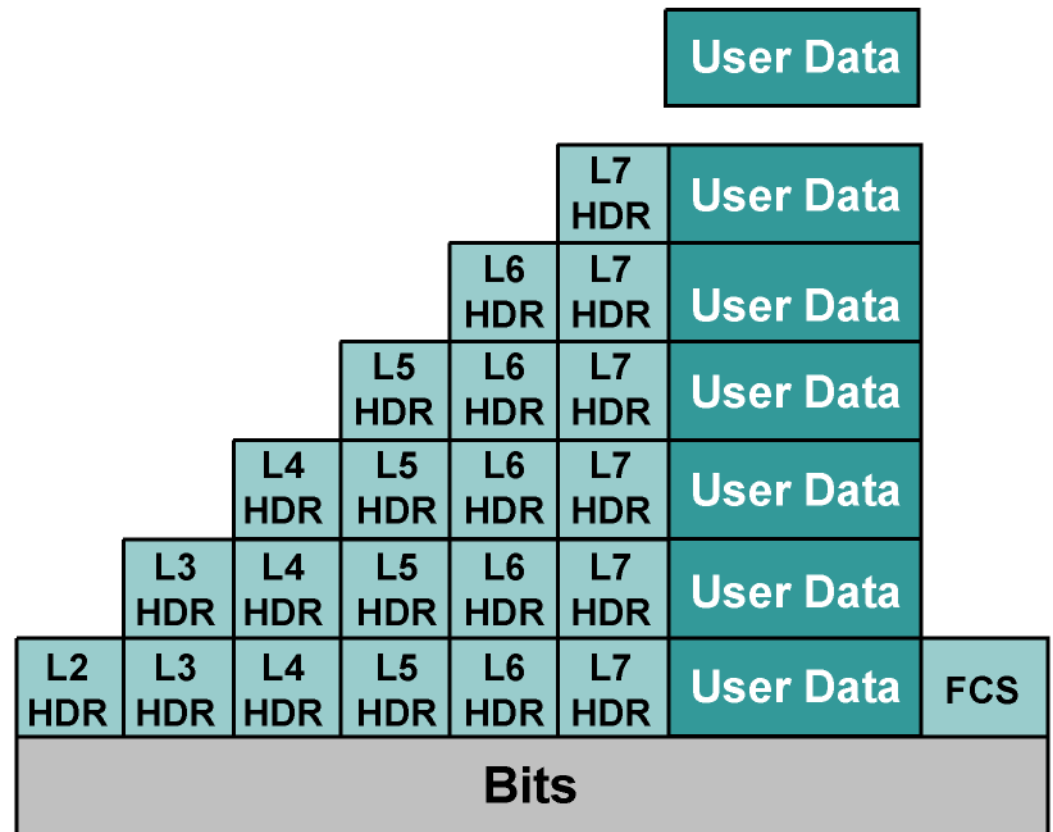 User Data
L7 HDR User Data
L6 HDR L7 HDR User Data
L5 HDR L6 HDR L7 HDR User Data
L4 HDR L5 HDR L6 HDR L7 HDR User Data
L3 HDR L4 HDR L5 HDR L6 HDR L7 HDR User Data
L2 HDR L3 HDR L4 HDR L5 HDR L6 HDR L7 HDR User Data FCS
Bits